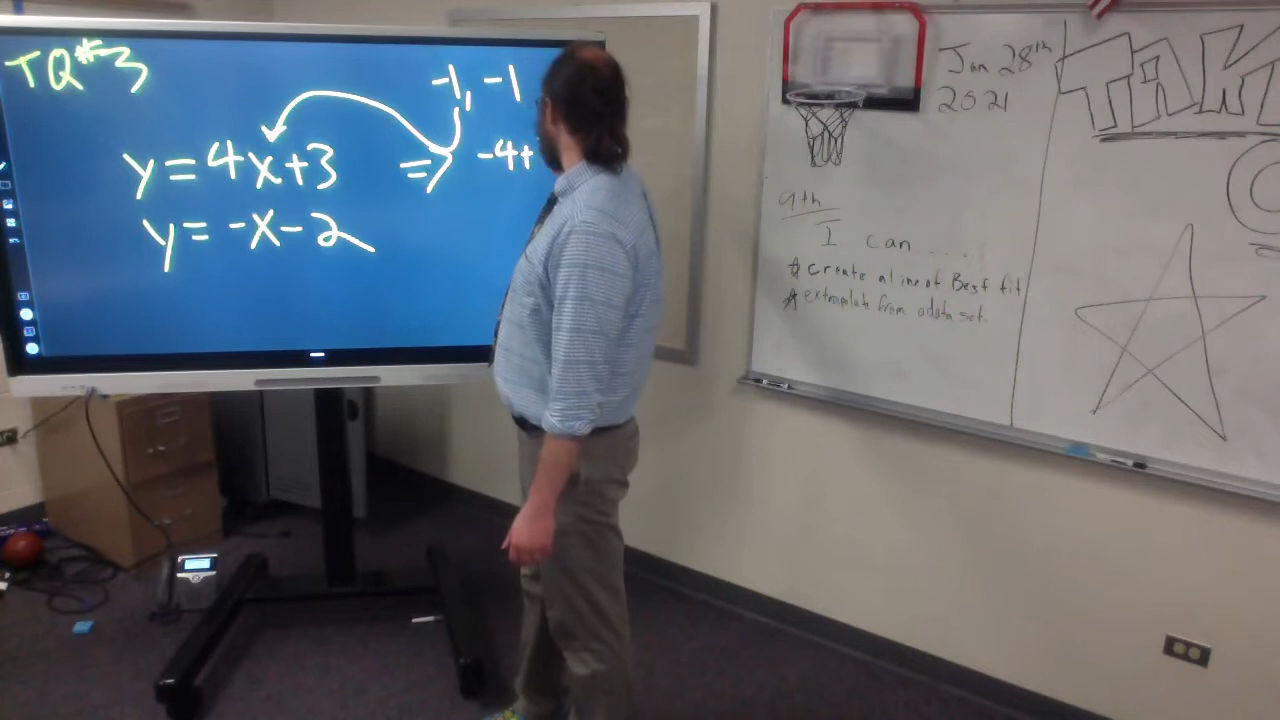 TQ#3
-1, -1
y=4x+3
=) -4+
y=-x-2
Jan 28th
2021
TAK
9th
I can ....
create a line of Best fit
extrapolate from a data set.